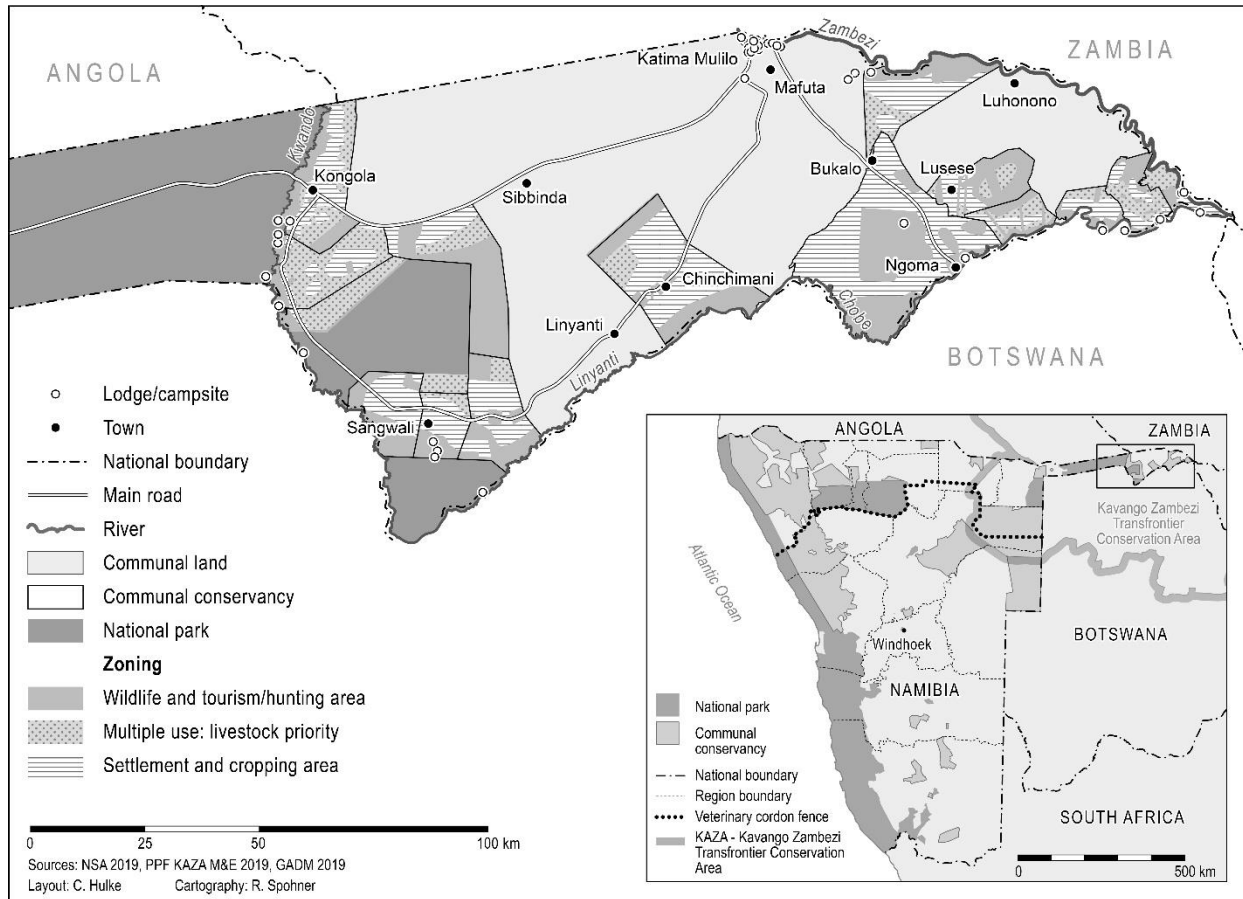 ANGOLA
ZAMBIA
Zambezi
Katima Mulilo
Mafuta
Luhonono
Kwando
Kongola
Sibbinda
Bukalo
Lusese
Chinchimani
Ngoma
Chobe
Linyanti
Linyanti
BOTSWANA
Sangwali
Lodge/campsite
Town
National boundary
Main road
River
Communal land
Communal conservancy
National park
Zoning
Wildlife and tourism/hunting area
Multiple use: livestock priority
Settlement and cropping area
0 25 50 100 km
Sources: NSA 2019, PPF KAZA M&E 2019, GADM 2019
Layout: C. Hulke Cartography: R. Spohner
ANGOLA
ZAMBIA
Kavango Zambezi
Transfrontier
Conservation Area
Atlantic Ocean
Windhoek
BOTSWANA
NAMIBIA
SOUTH AFRICA
National park
Communal
conservancy
National boundary
Region boundary
Veterinary cordon fence
KAZA - Kavango Zambezi
Transfrontier Conservation
Area
0 500 km